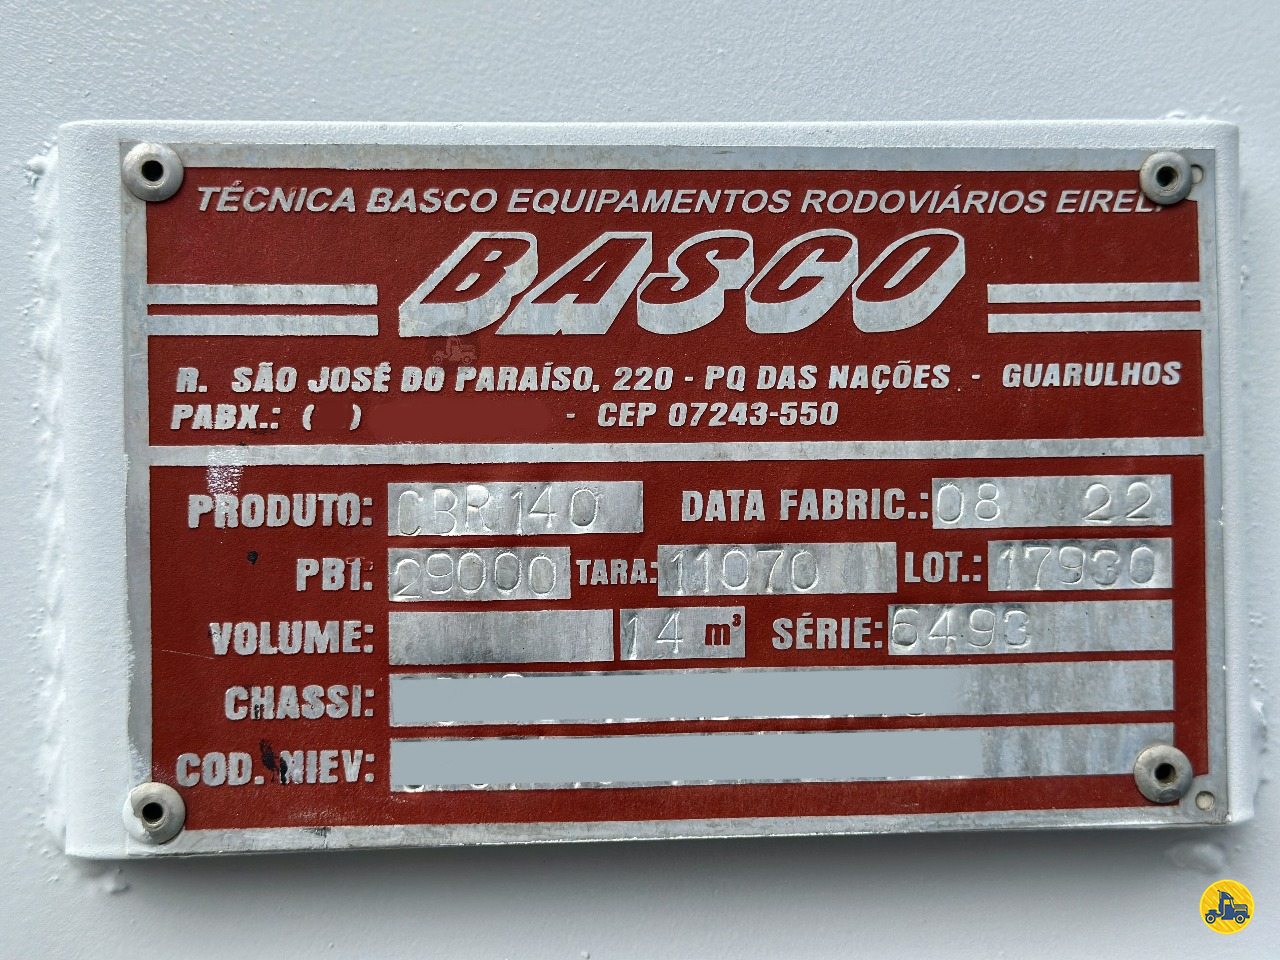 TÉCNICA BASCO EQUIPAMENTOS RODOVIÁRIOS EIRELI
BASCO
R. SÃO JOSÉ DO PARAÍSO, 220 - PQ DAS NAÇÕES - GUARULHOS
PABX.: ( ) - CEP 07243-550
PRODUTO: CBR 140 DATA FABRIC.: 08 22
PBT: 29000 TARA: 11070 LOT.: 17930
VOLUME: 14 m³ SÉRIE: 6493
CHASSI:
COD. NIEV: